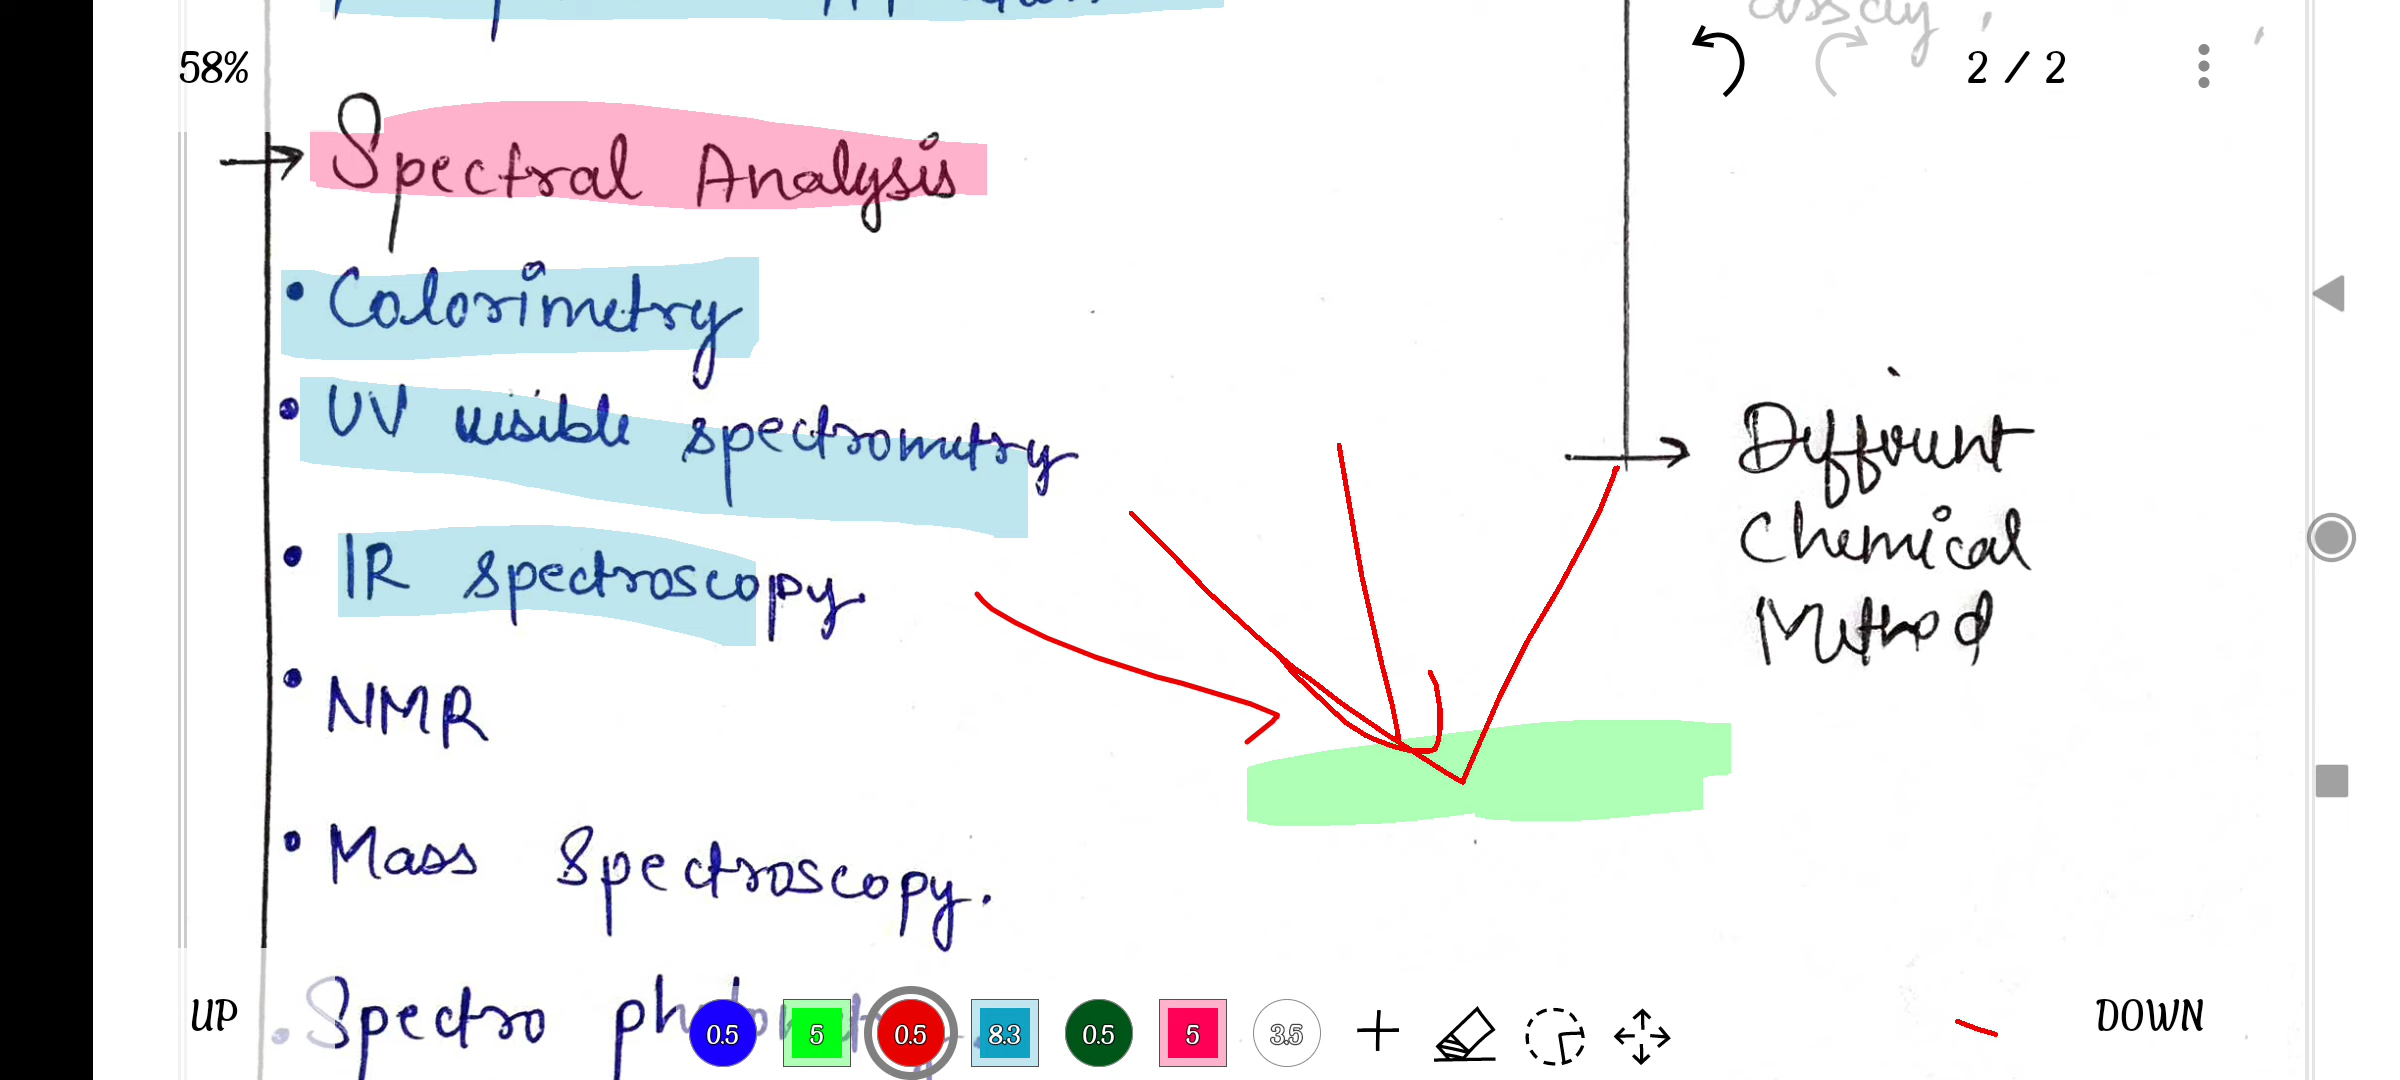 58%
2 / 2
assay,
Spectral Analysis
• Colorimetry
• UV visible spectrometry
• IR spectroscopy.
• NMR
• Mass Spectroscopy.
Different
Chemical
Method
. Spectro
UP
0.5
5
0.5
8.3
0.5
5
3.5
DOWN